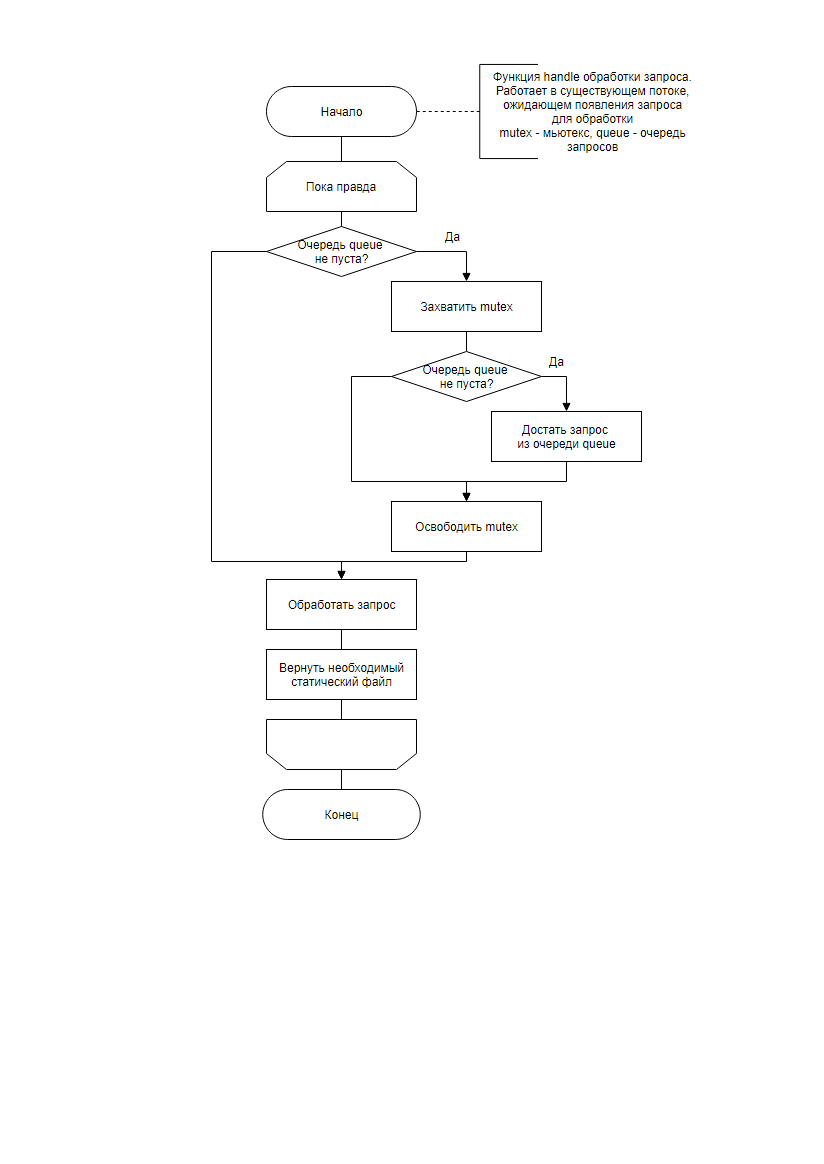 Функция handle обработки запроса.
Работает в существующем потоке,
ожидающем появления запроса
для обработки
mutex - мьютекс, queue - очередь
запросов
Начало
Пока правда
Да
Очередь queue
не пуста?
Захватить mutex
Да
Очередь queue
не пуста?
Достать запрос
из очереди queue
Освободить mutex
Обработать запрос
Вернуть необходимый
статический файл
Конец